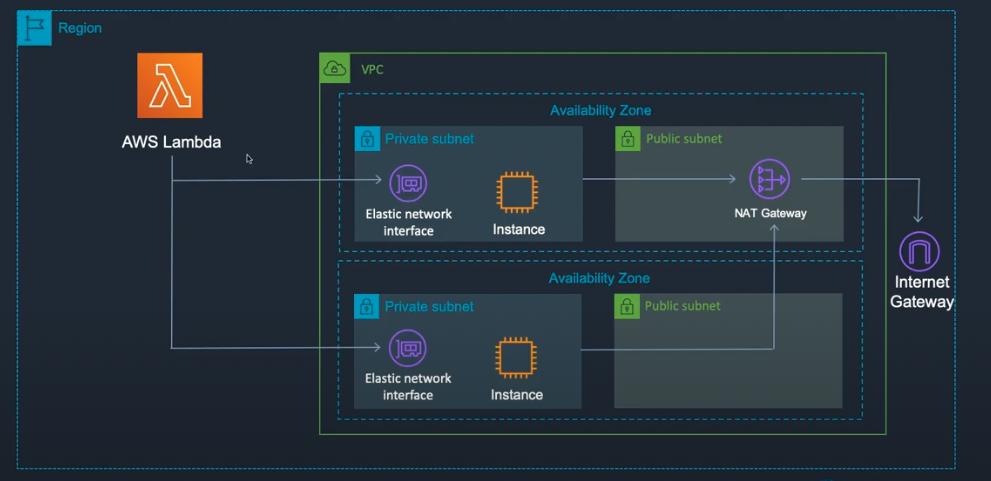 Region
VPC
AWS Lambda
Availability Zone
Private subnet
Public subnet
Elastic network
interface
Instance
NAT Gateway
Internet
Gateway
Availability Zone
Private subnet
Public subnet
Elastic network
interface
Instance